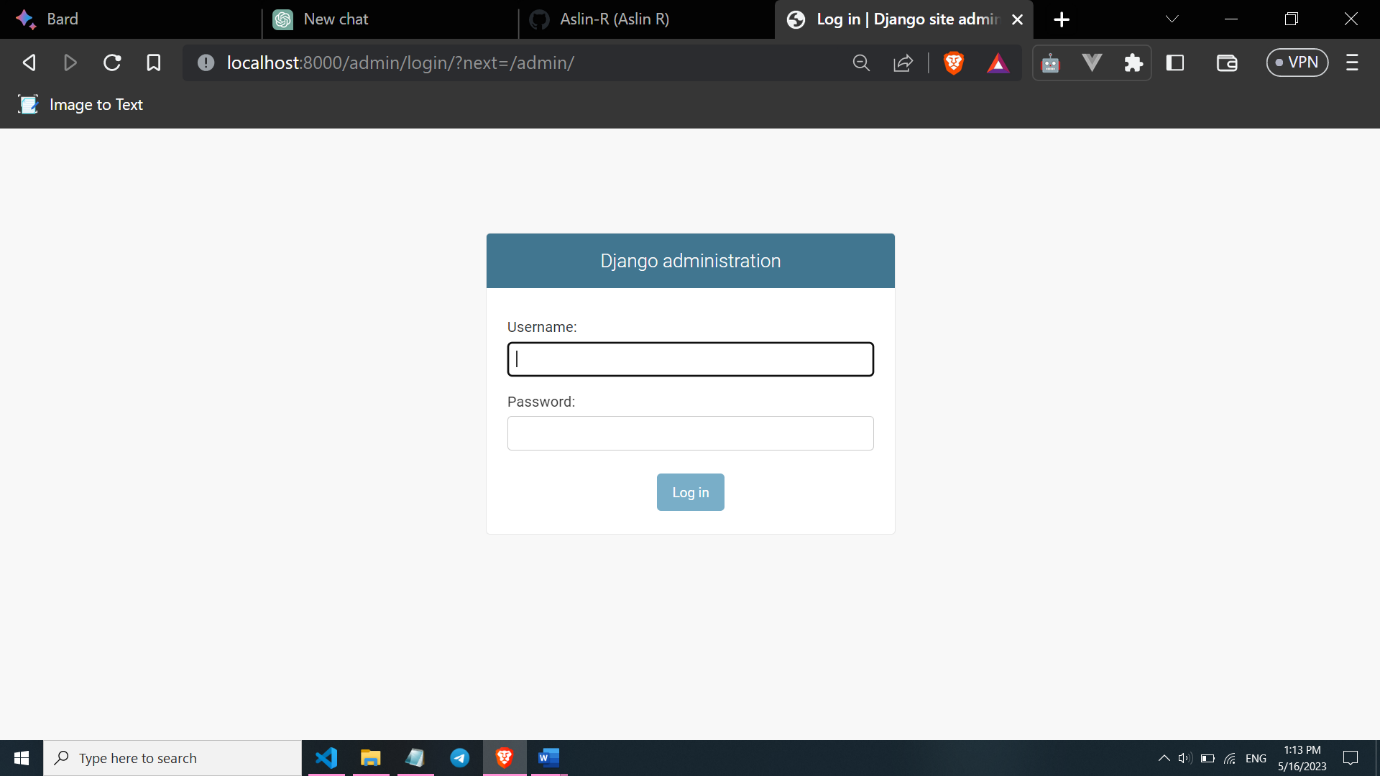 Bard
New chat
Aslin-R (Aslin R)
Log in | Django site admin
localhost:8000/admin/login/?next=/admin/
VPN
Image to Text
Django administration
Username:
Password:
Log in
Type here to search
W
ENG
1:13 PM
5/16/2023